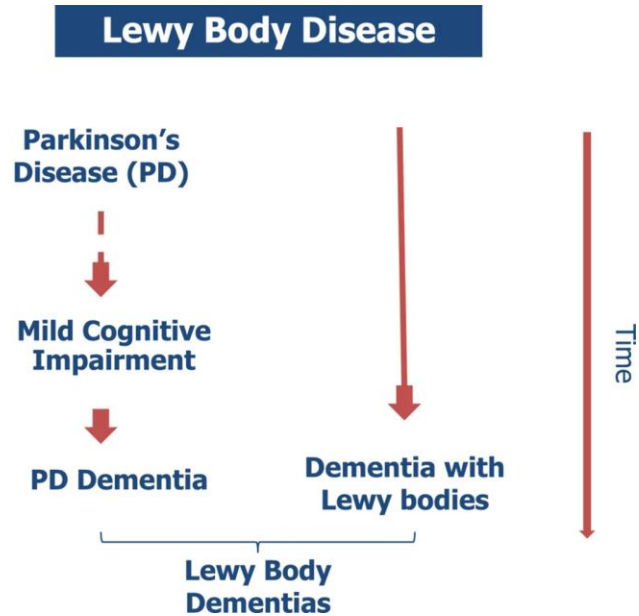 Lewy Body Disease
Parkinson's
Disease (PD)
Mild Cognitive
Impairment
PD Dementia
Dementia with
Lewy bodies
Lewy Body
Dementias
Time